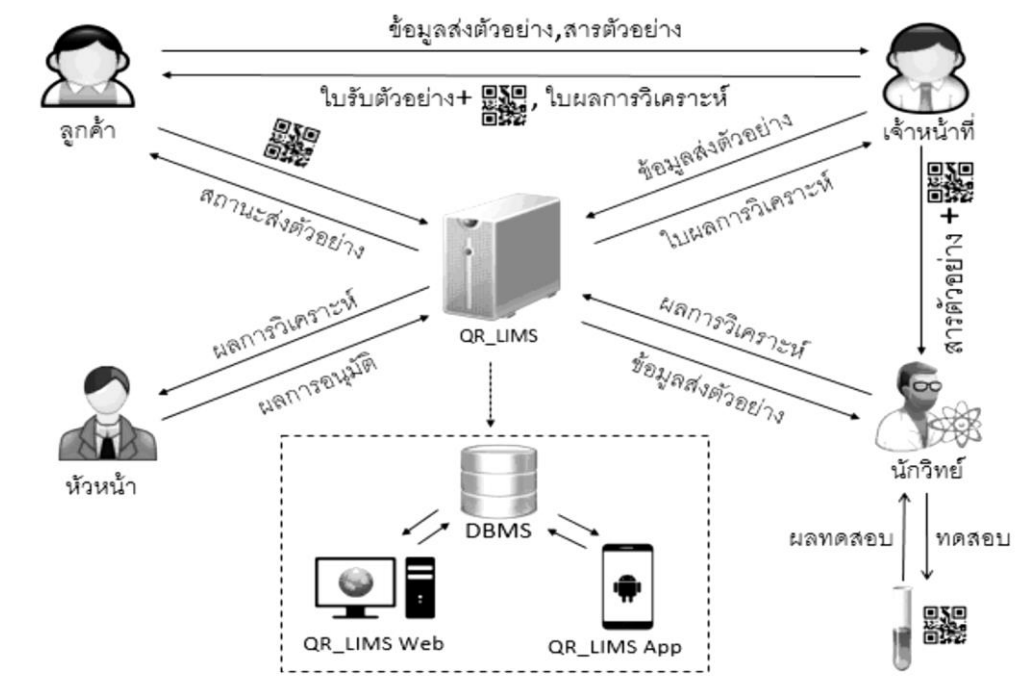 ข้อมูลส่งตัวอย่าง,สารตัวอย่าง
ใบรับตัวอย่าง+ , ใบผลการวิเคราะห์
ลูกค้า
เจ้าหน้าที่
สถานะส่งตัวอย่าง
ข้อมูลส่งตัวอย่าง
ใบผลการวิเคราะห์
สารตัวอย่าง +
QR_LIMS
ผลการวิเคราะห์
ผลการอนุมัติ
ผลการวิเคราะห์
ข้อมูลส่งตัวอย่าง
หัวหน้า
นักวิทย์
DBMS
QR_LIMS Web
QR_LIMS App
ผลทดสอบ
ทดสอบ